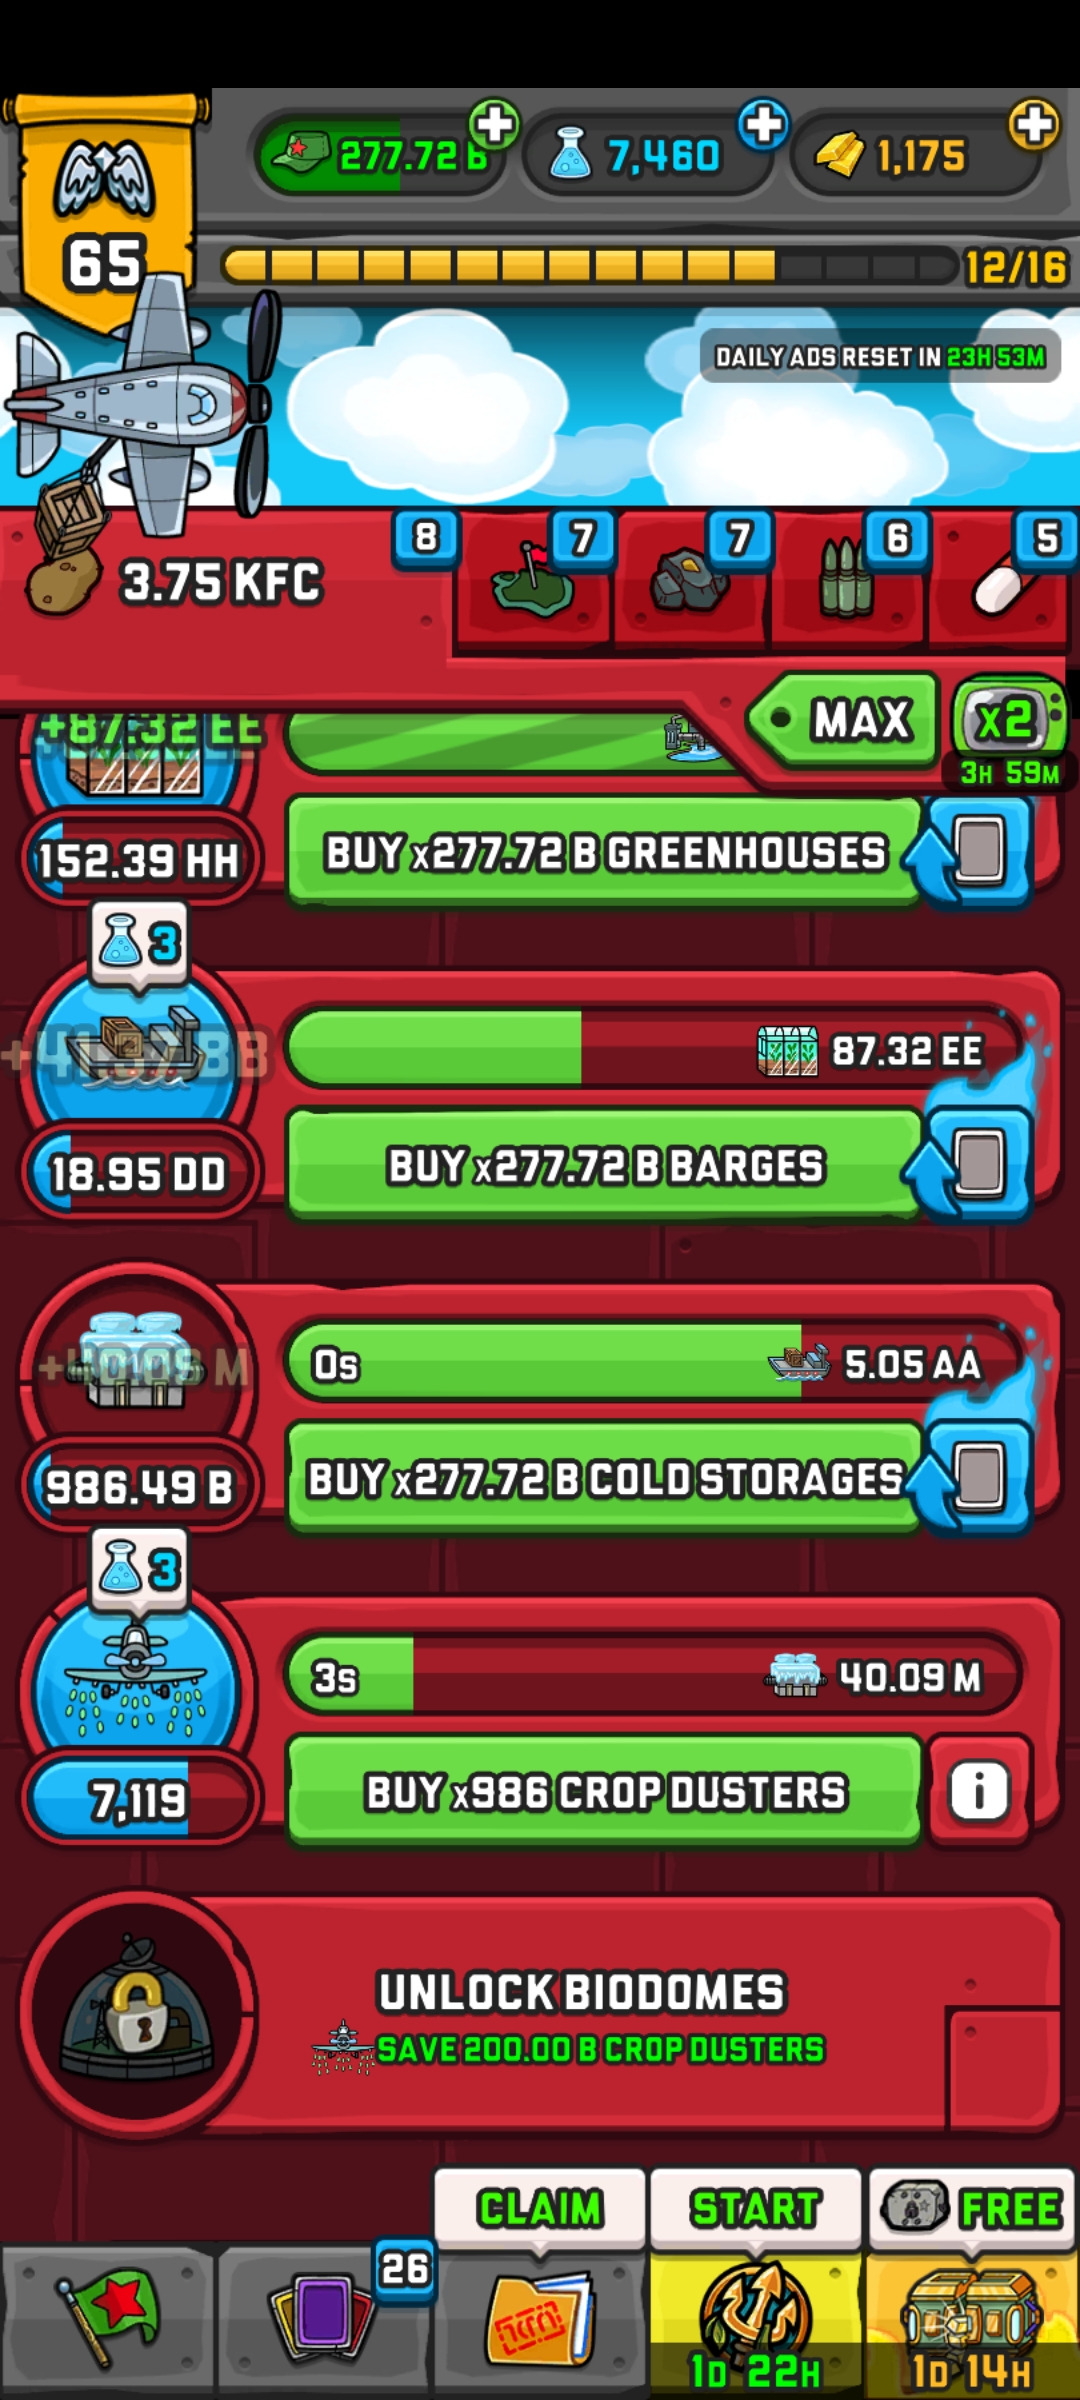 277.72 B
7,460
1,175
65
12/16
DAILY ADS RESET IN 23H 53M
3.75 KFC
8
7
7
6
5
MAX
x2
3H 59M
+87.32 EE
152.39 HH
BUY x277.72 B GREENHOUSES
3
87.32 EE
18.95 DD
BUY x277.72 B BARGES
+40.09 M
0s
5.05 AA
986.49 B
BUY x277.72 B COLD STORAGES
3
3s
40.09 M
7,119
BUY x986 CROP DUSTERS
i
UNLOCK BIODOMES
SAVE 200.00 B CROP DUSTERS
CLAIM
START
FREE
26
1D 22H
1D 14H